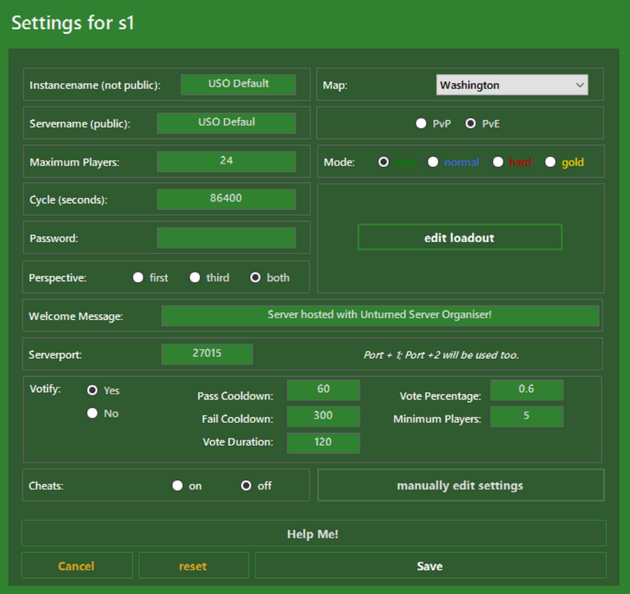 Settings for s1
Instancename (not public): USO Default
Map: Washington
Servername (public): USO Defaul
PvP PvE
Maximum Players: 24
Mode: easy normal hard gold
Cycle (seconds): 86400
Password:
edit loadout
Perspective: first third both
Welcome Message: Server hosted with Unturned Server Organiser!
Serverport: 27015 Port + 1; Port +2 will be used too.
Votify: Yes
No
Pass Cooldown: 60
Vote Percentage: 0.6
Fail Cooldown: 300
Minimum Players: 5
Vote Duration: 120
Cheats: on off
manually edit settings
Help Me!
Cancel reset Save